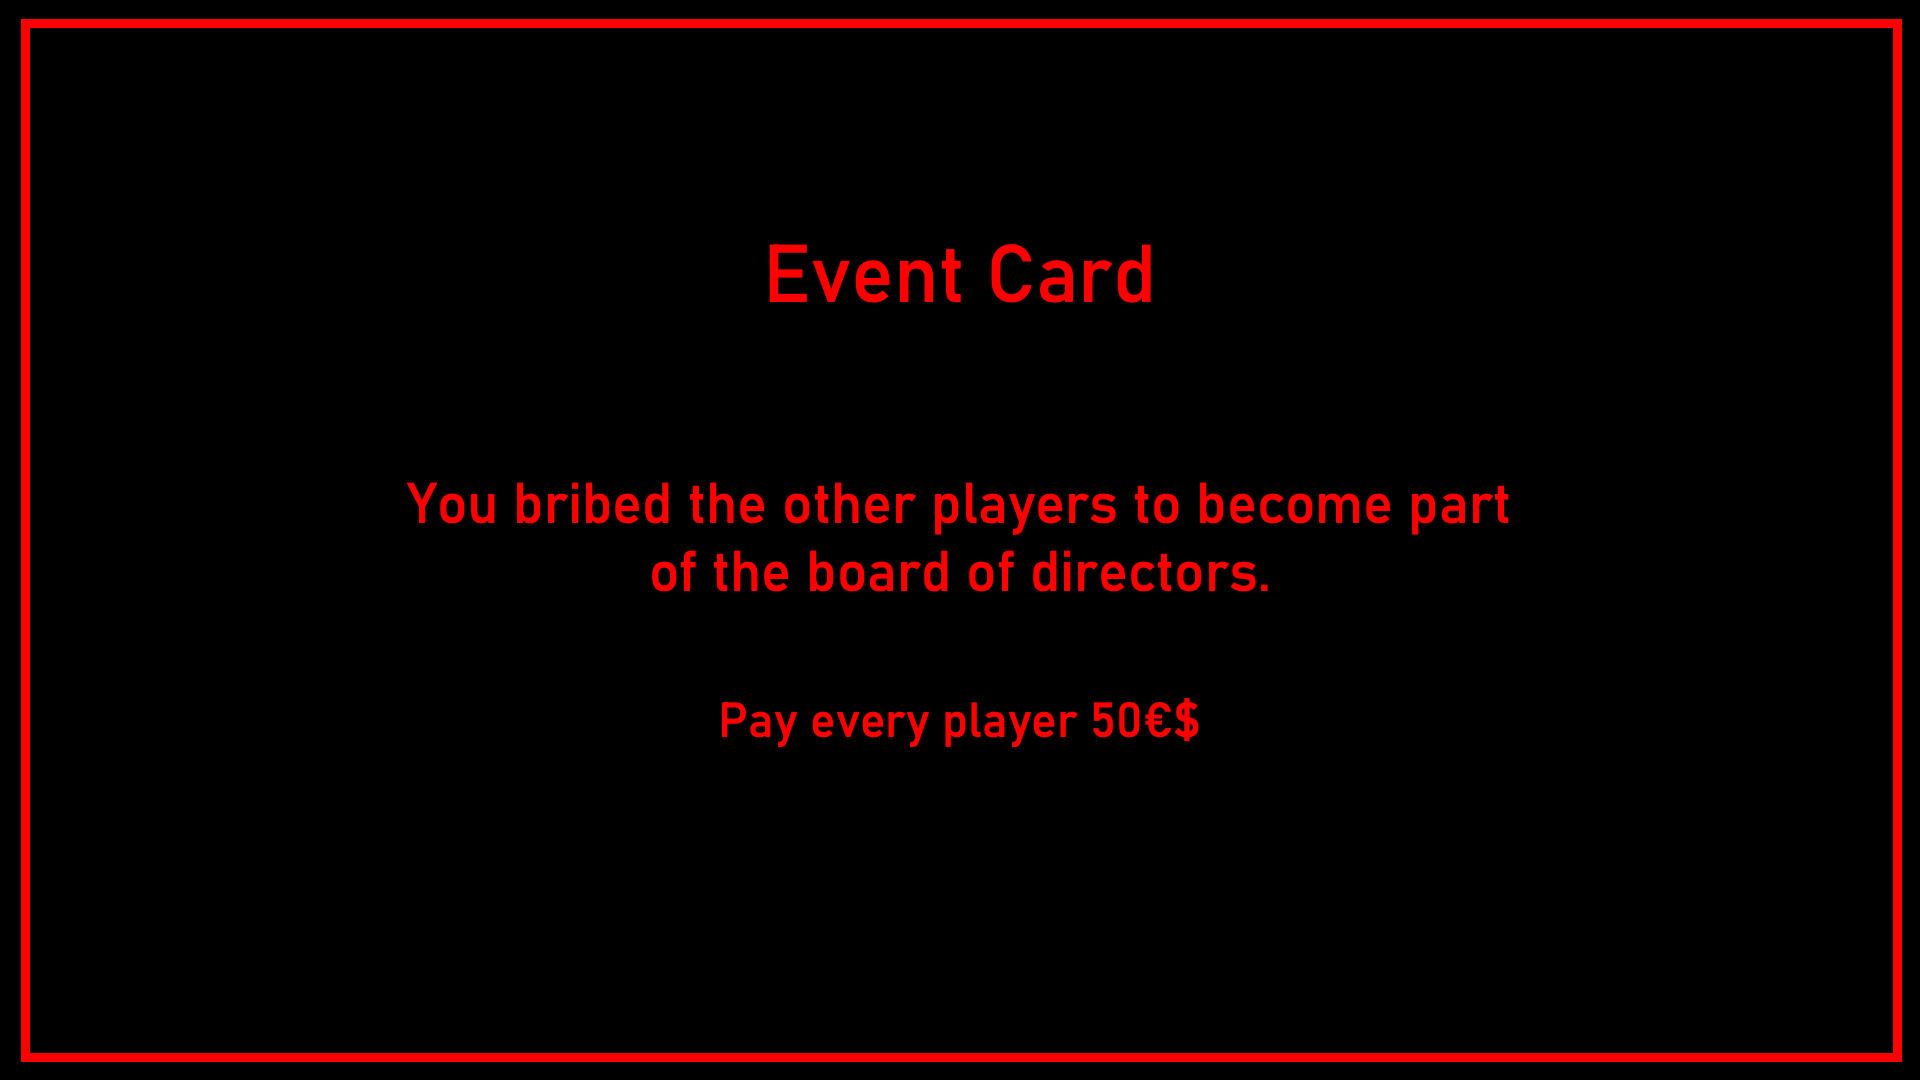 Event Card
You bribed the other players to become part
of the board of directors.
Pay every player 50€$